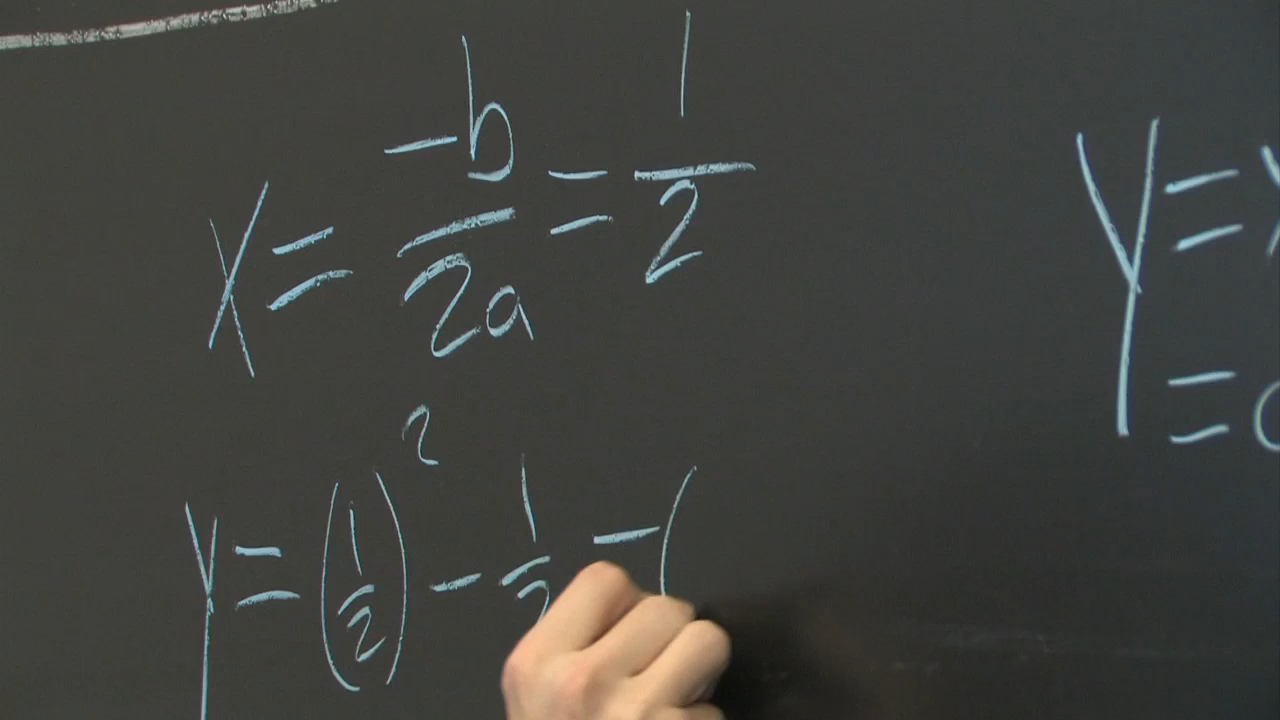 x = -b/2a = 1/2
y =
=
y = (1/2)² - 1/2 - (